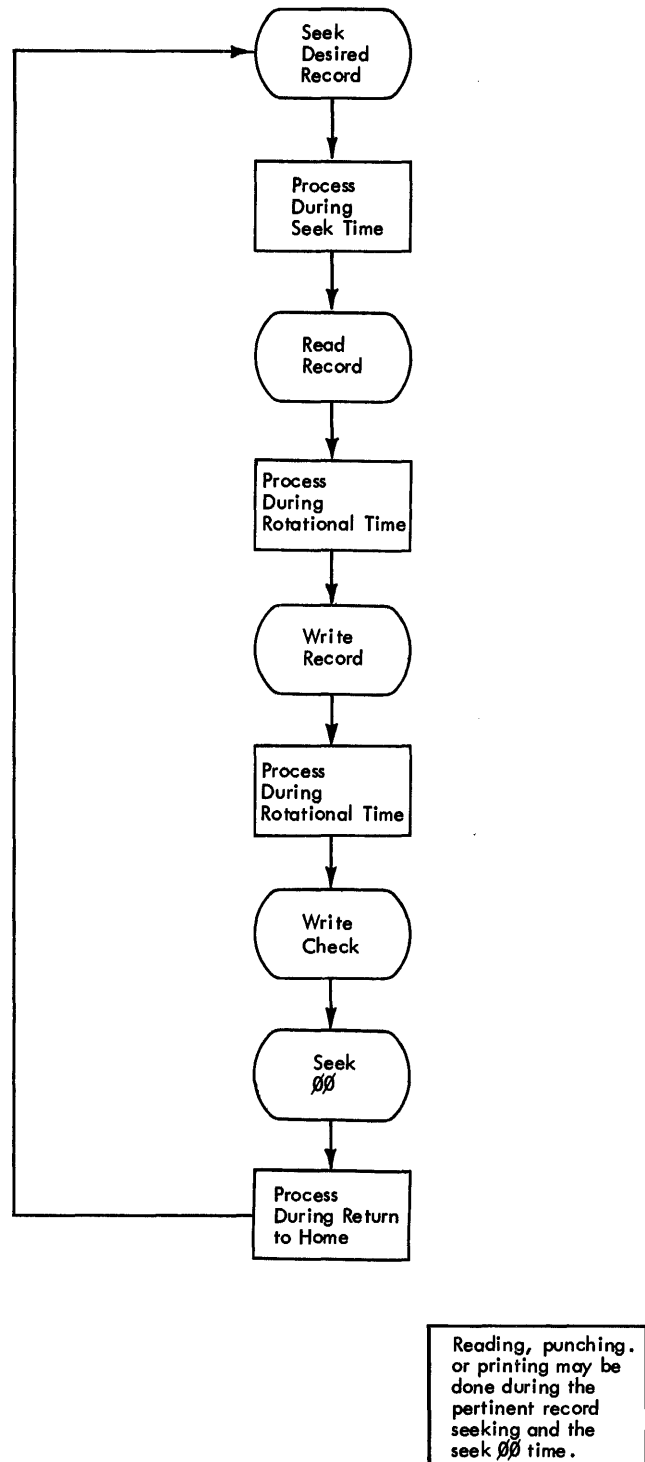 Seek
Desired
Record
Process
During
Seek Time
Read
Record
Process
During
Rotational Time
Write
Record
Process
During
Rotational Time
Write
Check
Seek
ØØ
Process
During Return
to Home
Reading, punching.
or printing may be
done during the
pertinent record
seeking and the
seek ØØ time.